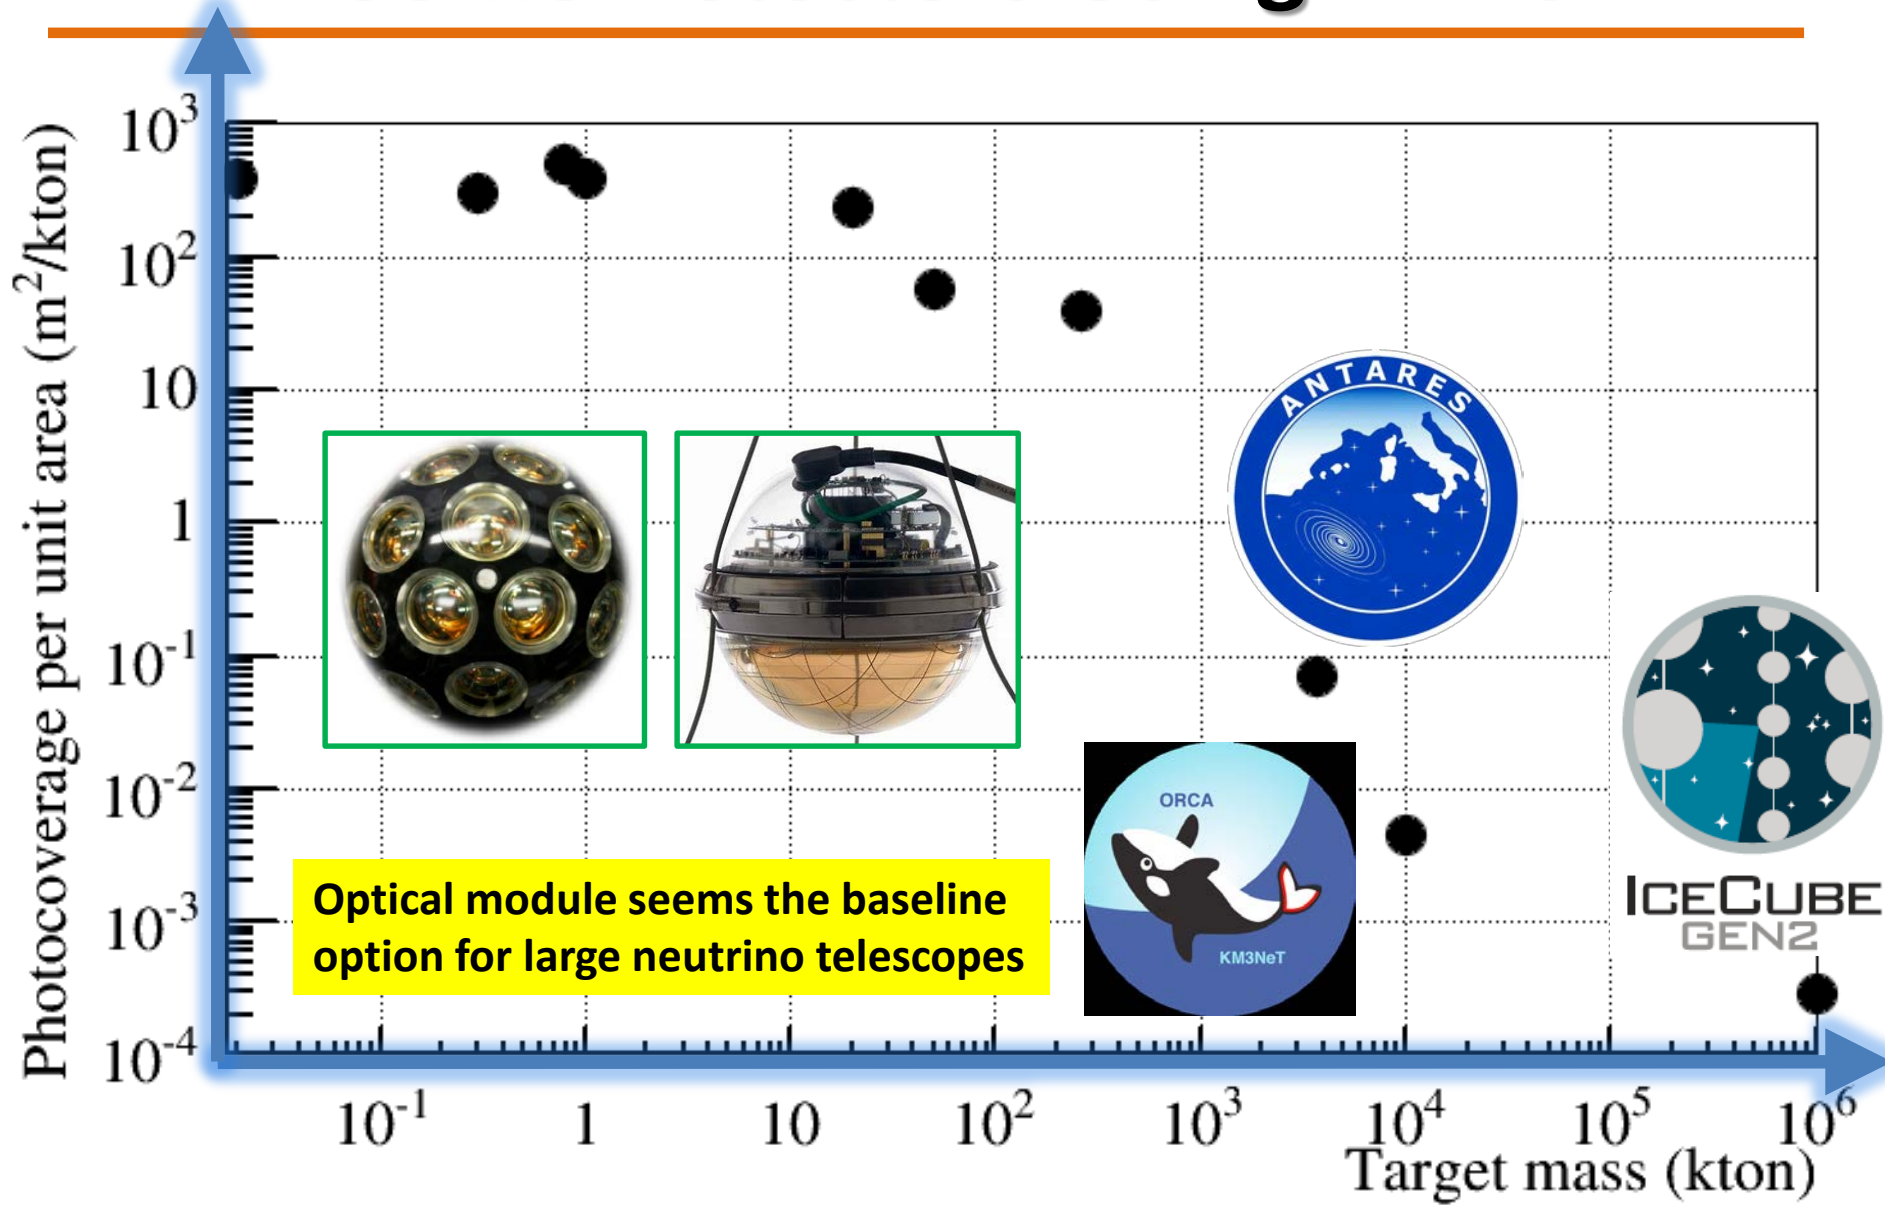 Photocoverage per unit area (m²/kton)
10³
10²
10
1
10⁻¹
10⁻²
10⁻³
10⁻⁴
ANTARES
ORCA
KM3NeT
ICECUBE
GEN2
Optical module seems the baseline
option for large neutrino telescopes
10⁻¹ 1 10 10² 10³ 10⁴ 10⁵ 10⁶
Target mass (kton)